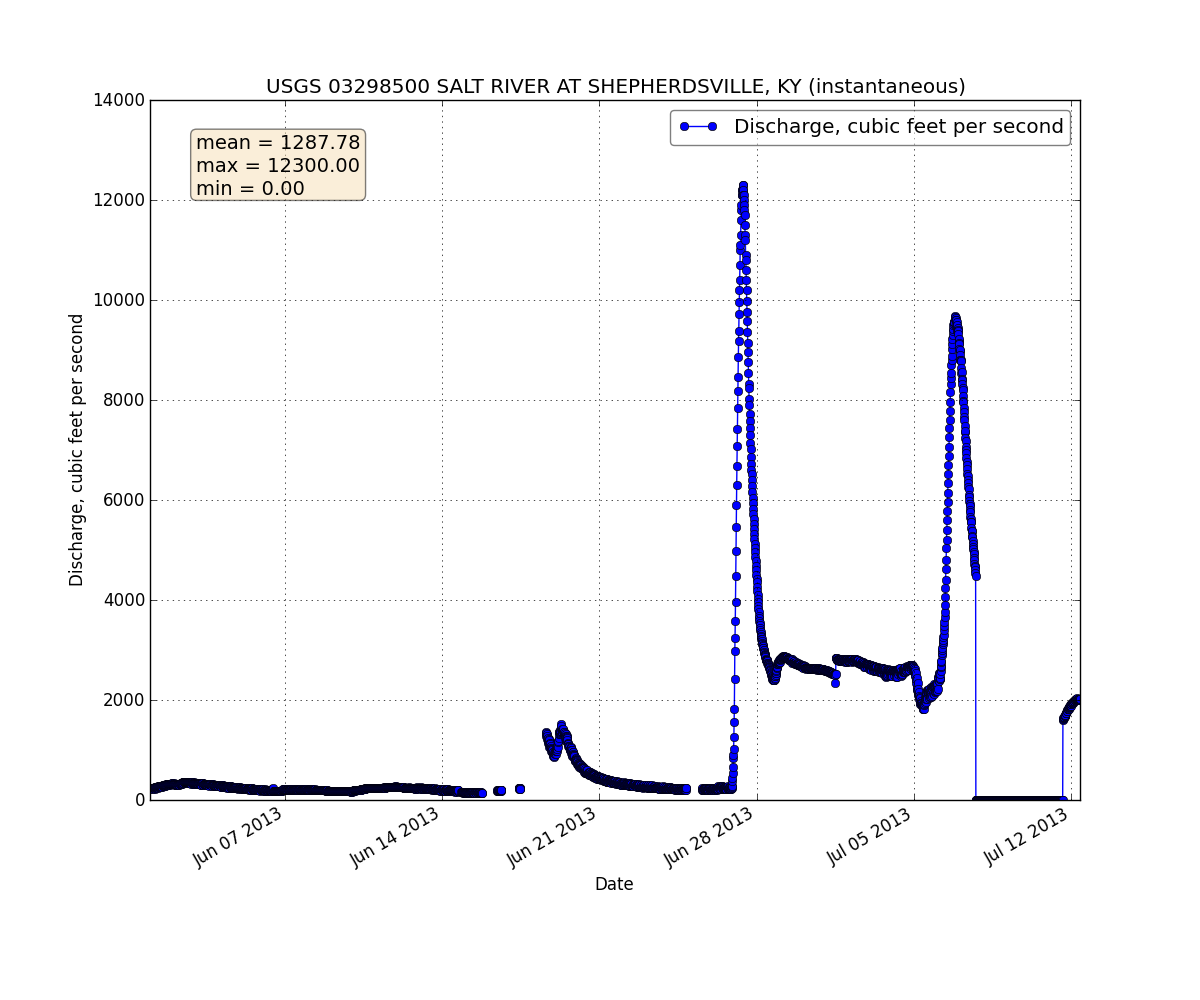 USGS 03298500 SALT RIVER AT SHEPHERDSVILLE, KY (instantaneous)
14000
12000
10000
8000
6000
4000
2000
0
Discharge, cubic feet per second
mean = 1287.78
max = 12300.00
min = 0.00
Discharge, cubic feet per second
Jun 07 2013
Jun 14 2013
Jun 21 2013
Jun 28 2013
Jul 05 2013
Jul 12 2013
Date